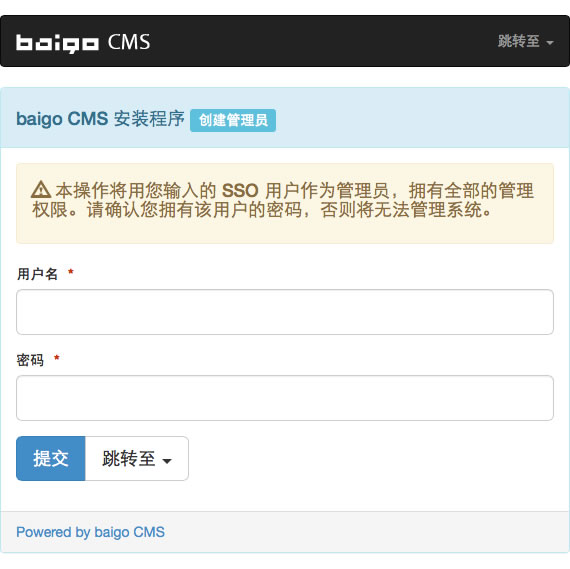 baigo CMS
跳转至
baigo CMS 安装程序 创建管理员
本操作将用您输入的 SSO 用户作为管理员，拥有全部的管理
权限。请确认您拥有该用户的密码，否则将无法管理系统。
用户名 *
密码 *
提交 跳转至
Powered by baigo CMS